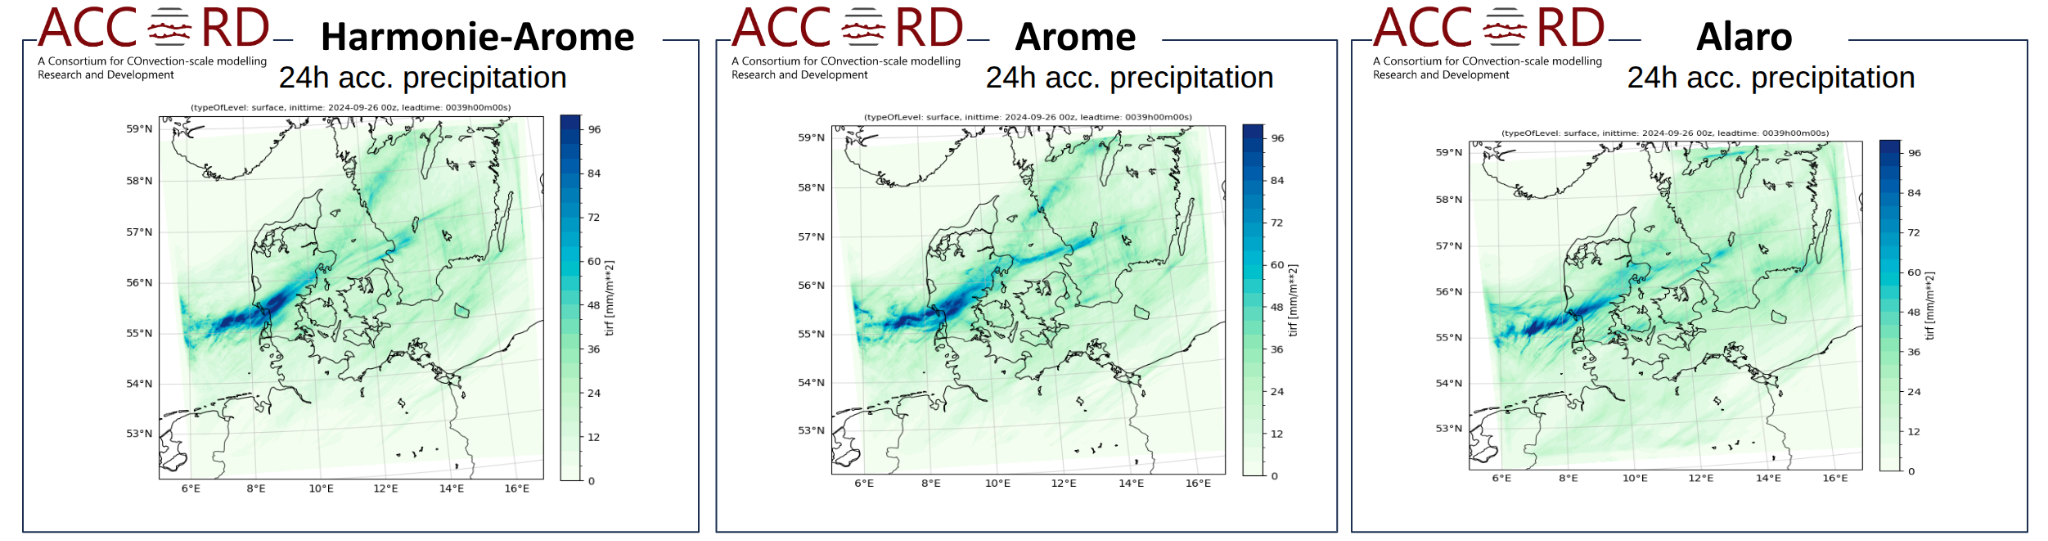 ACCORD
Harmonie-Arome
A Consortium for COnvection-scale modelling
Research and Development
24h acc. precipitation
(typeOfLevel: surface, inittime: 2024-09-26 00z, leadtime: 0039h00m00s)
59°N
58°N
57°N
56°N
55°N
54°N
53°N
6°E 8°E 10°E 12°E 14°E 16°E
96
84
72
60
48
36
24
12
0
tirf [mm/m**2]
ACCORD
Arome
A Consortium for COnvection-scale modelling
Research and Development
24h acc. precipitation
(typeOfLevel: surface, inittime: 2024-09-26 00z, leadtime: 0039h00m00s)
59°N
58°N
57°N
56°N
55°N
54°N
53°N
6°E 8°E 10°E 12°E 14°E 16°E
96
84
72
60
48
36
24
12
0
tirf [mm/m**2]
ACCORD
Alaro
A Consortium for COnvection-scale modelling
Research and Development
24h acc. precipitation
(typeOfLevel: surface, inittime: 2024-09-26 00z, leadtime: 0039h00m00s)
59°N
58°N
57°N
56°N
55°N
54°N
53°N
6°E 8°E 10°E 12°E 14°E 16°E
96
84
72
60
48
36
24
12
0
tirf [mm/m**2]